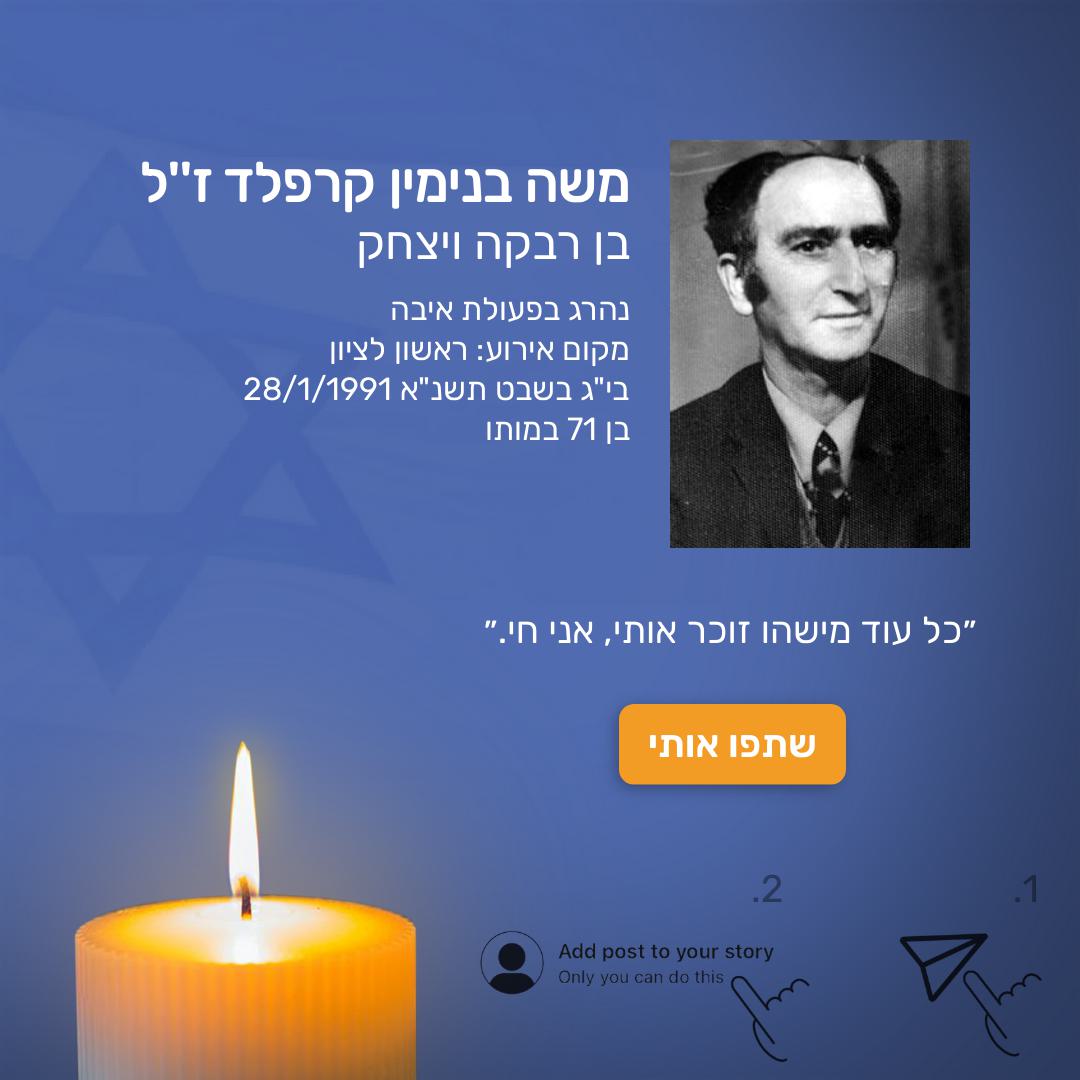 משה בנימין קרפלד ז"ל
בן רבקה ויצחק
נהרג בפעולת איבה
מקום אירוע: ראשון לציון
בי"ג בשבט תשנ"א 28/1/1991
בן 71 במותו
"כל עוד מישהו זוכר אותי, אני חי."
שתפו אותי
1.
2.
Add post to your story
Only you can do this